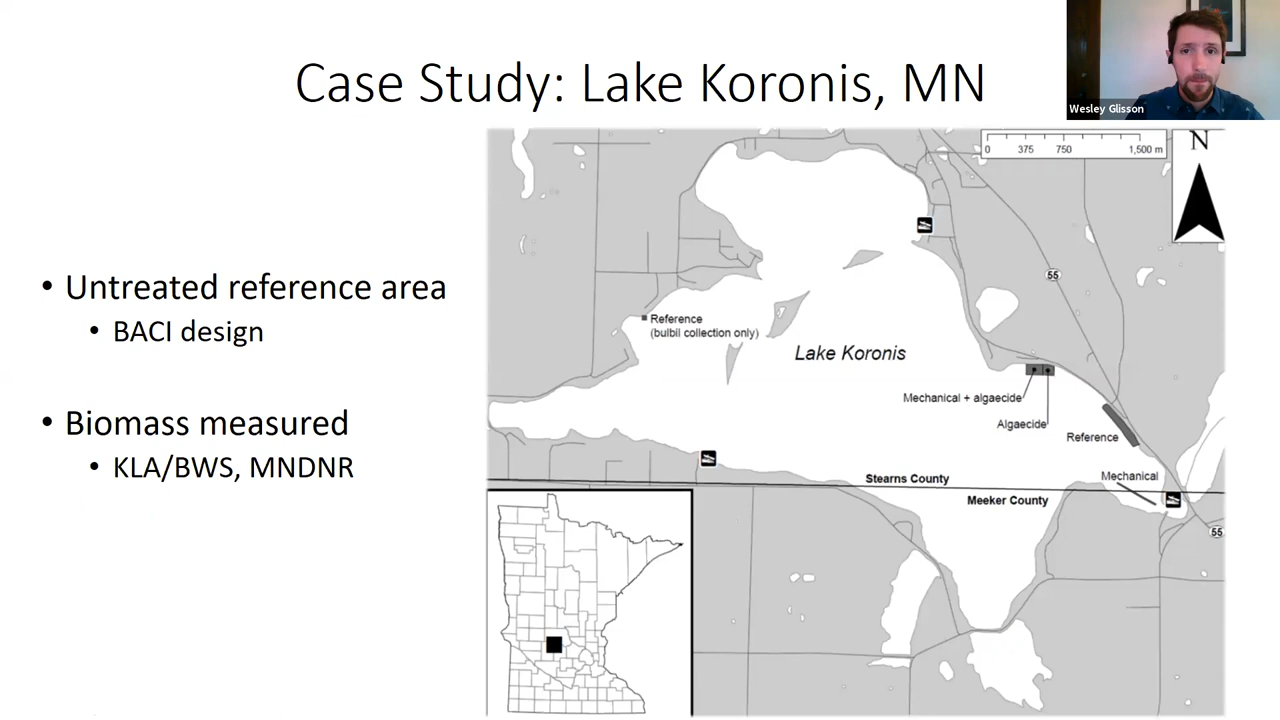 Case Study: Lake Koronis, MN
Wesley Glisson
• Untreated reference area
• BACI design
• Biomass measured
• KLA/BWS, MNDNR
0 375 750 1,500 m
N
55
Reference
(bulbil collection only)
Lake Koronis
Mechanical + algaecide
Algaecide
Reference
Mechanical
Stearns County
Meeker County
55